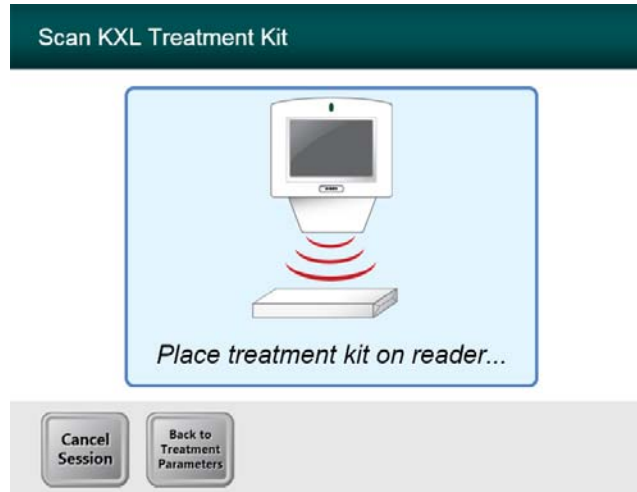 Scan KXL Treatment Kit
Place treatment kit on reader...
Cancel
Session
Back to
Treatment
Parameters